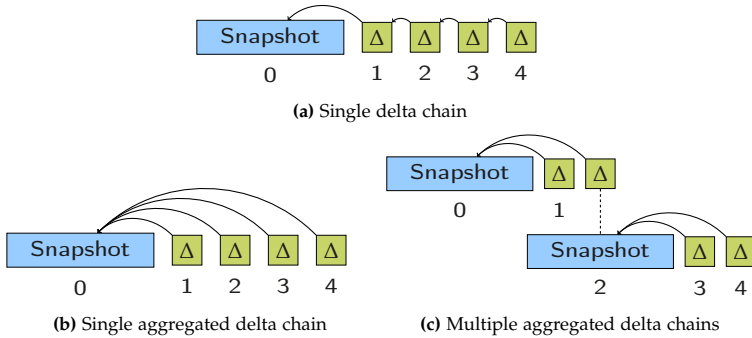 Snapshot Δ Δ Δ Δ
0 1 2 3 4
(a) Single delta chain
Snapshot Δ Δ
0 1
Snapshot Δ Δ Δ Δ
0 1 2 3 4
(b) Single aggregated delta chain
Snapshot Δ Δ
2 3 4
(c) Multiple aggregated delta chains